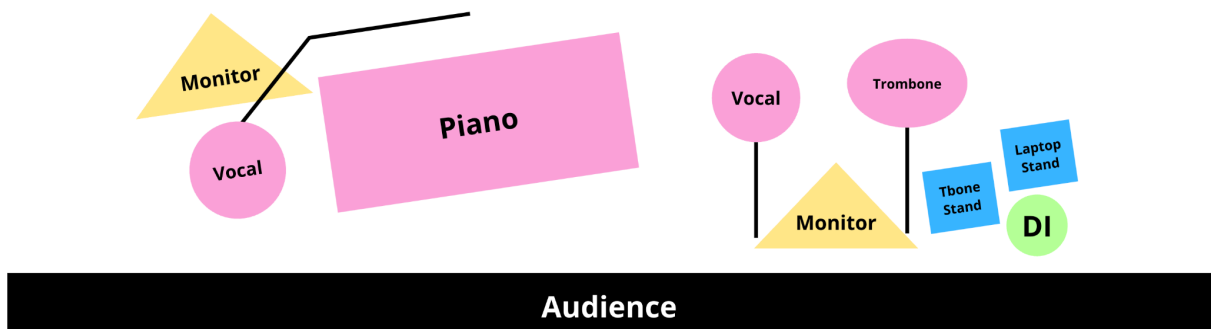 Monitor
Vocal
Piano
Vocal
Trombone
Monitor
Tbone
Stand
Laptop
Stand
DI
Audience